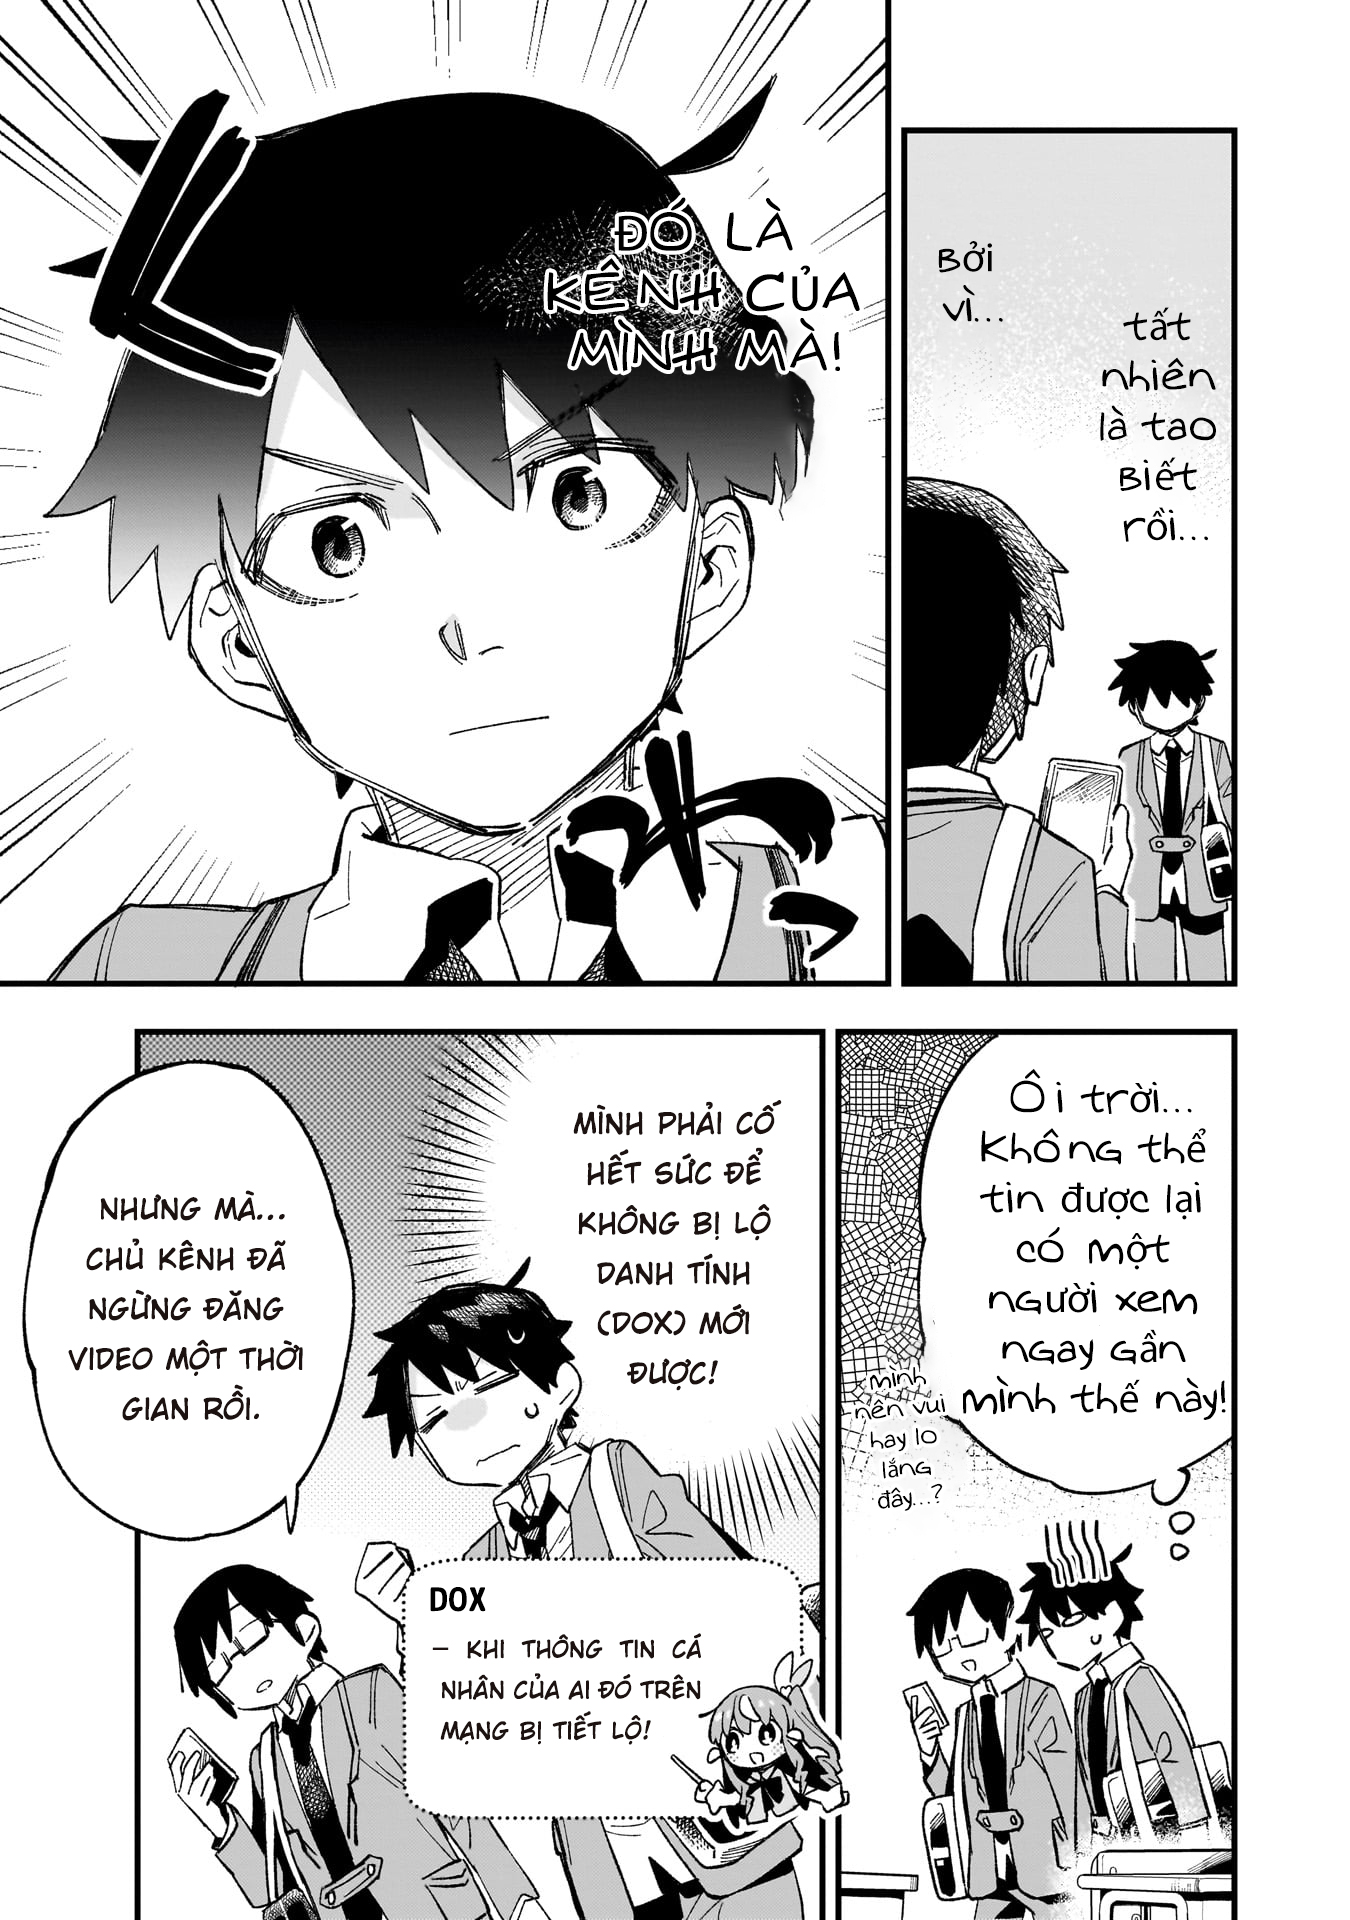 tất
nhiên
là tao
biết
rồi...
Bởi
vì...
ĐÓ LÀ
KÊNH CỦA
MÌNH MÀ!
Ôi trời...
Không thể
tin được lại
có một
người xem
ngay gần
mình thế này!
mình
nên vui
hay lo
lắng
đây...?
MÌNH PHẢI CỐ
HẾT SỨC ĐỂ
KHÔNG BỊ LỘ
DANH TÍNH
(DOX) MỚI
ĐƯỢC!
NHƯNG MÀ...
CHỦ KÊNH ĐÃ
NGỪNG ĐĂNG
VIDEO MỘT THỜI
GIAN RỒI.
DOX
– KHI THÔNG TIN CÁ
NHÂN CỦA AI ĐÓ TRÊN
MẠNG BỊ TIẾT LỘ!